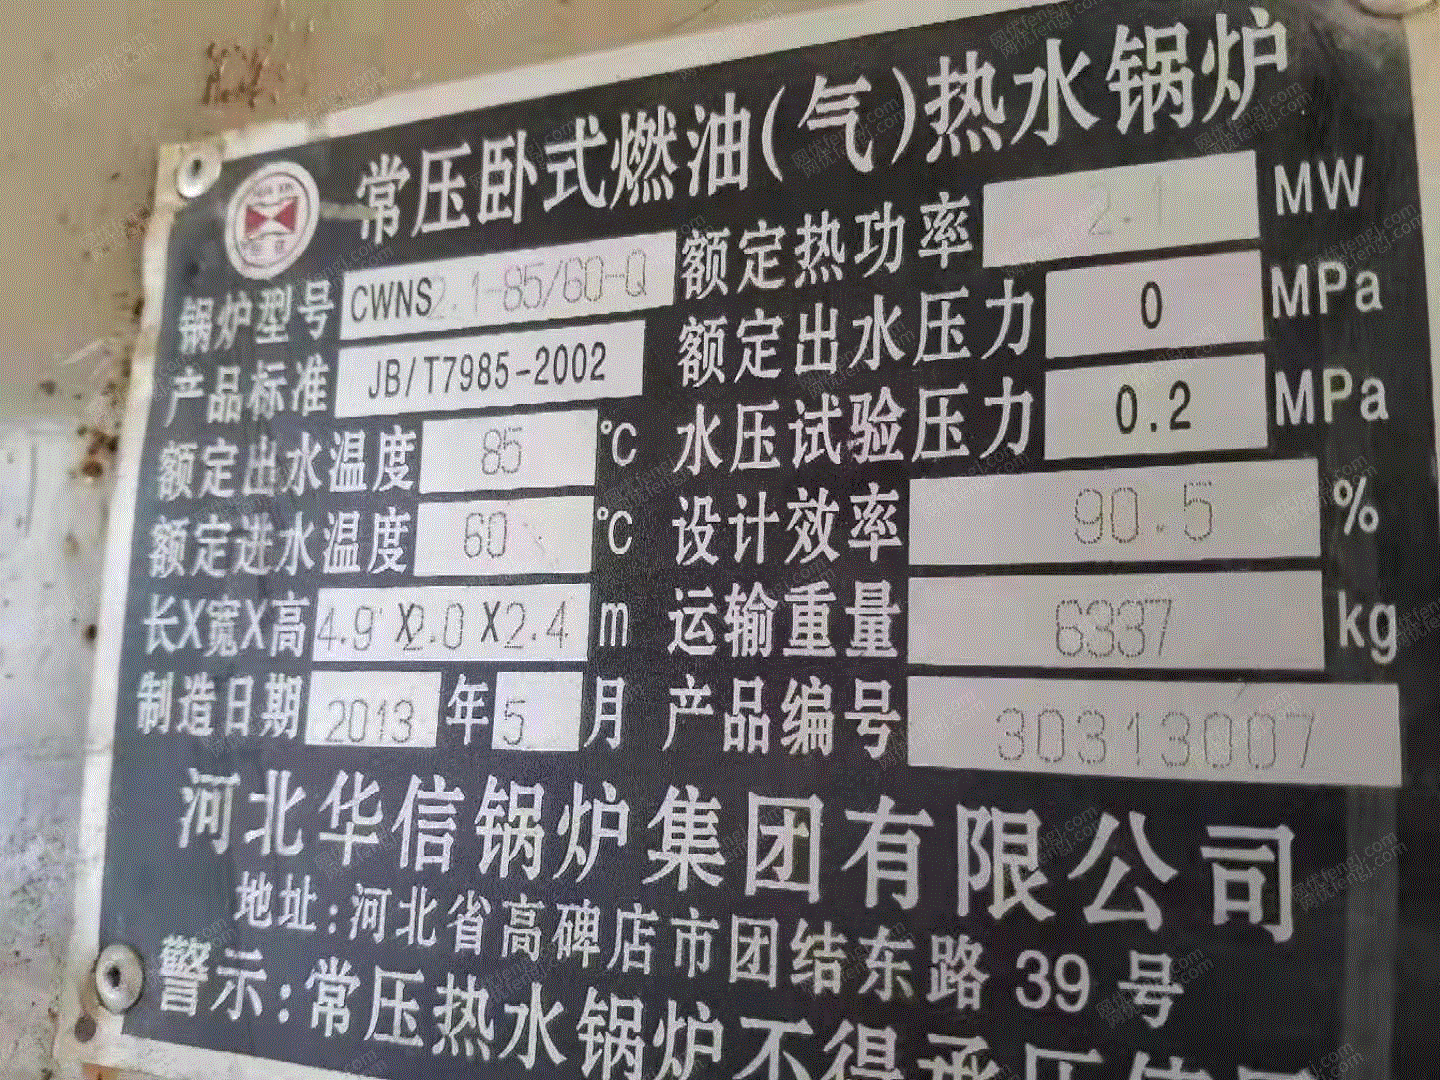 常压卧式燃油(气)热水锅炉
锅炉型号 CWNS2.1-85/60-Q 额定热功率 2.1 MW
产品标准 JB/T7985-2002 额定出水压力 0 MPa
额定出水温度 85 ℃ 水压试验压力 0.2 MPa
额定进水温度 60 ℃ 设计效率 90.5 %
长X宽X高 4.9X2.0X2.4 m 运输重量 6337 kg
制造日期 2013 年 5 月 产品编号 30313007
河北华信锅炉集团有限公司
地址:河北省高碑店市团结东路 39 号
警示:常压热水锅炉不得承压使用